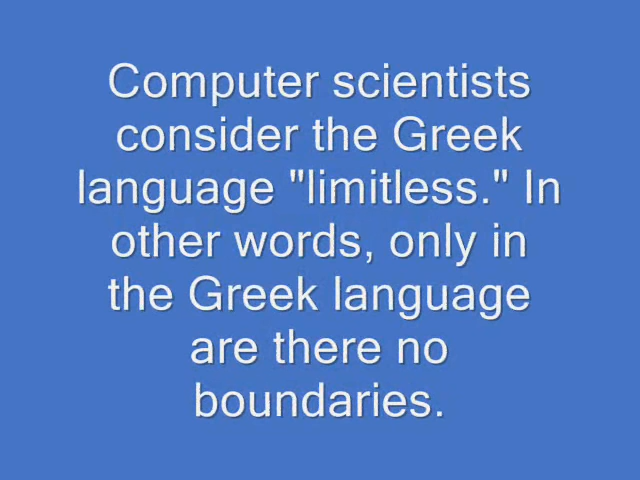 Computer scientists
consider the Greek
language "limitless." In
other words, only in
the Greek language
are there no
boundaries.